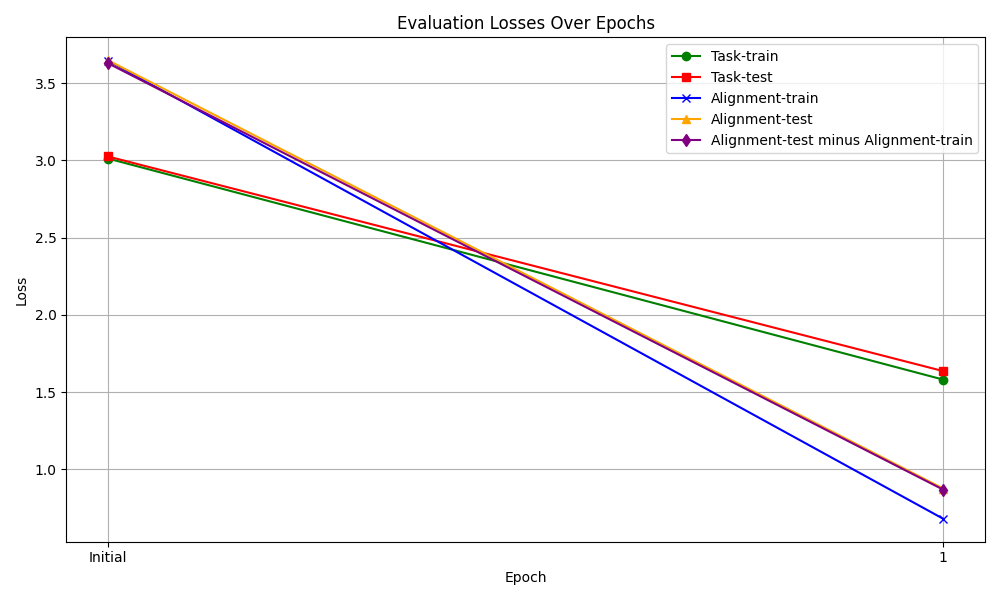 Evaluation Losses Over Epochs
Task-train
Task-test
Alignment-train
Alignment-test
Alignment-test minus Alignment-train
Loss
3.5
3.0
2.5
2.0
1.5
1.0
Initial
1
Epoch